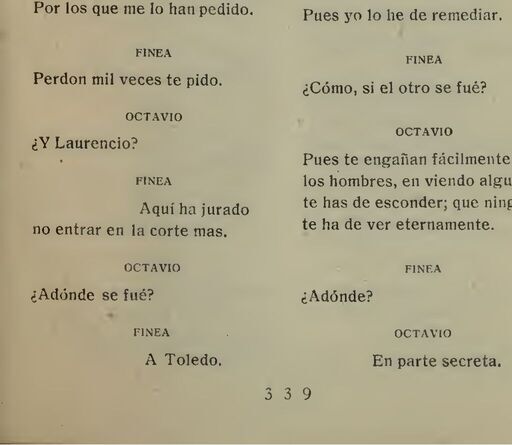 Por los que me lo han pedido.
FINEA
Perdon mil veces te pido.
OCTAVIO
¿Y Laurencio?
FINEA
Aquí ha jurado
no entrar en la corte mas.
OCTAVIO
¿Adónde se fué?
FINEA
A Toledo.
Pues yo lo he de remediar.
FINEA
¿Cómo, si el otro se fué?
OCTAVIO
Pues te engañan fácilmente
los hombres, en viendo algu
te has de esconder; que ning
te ha de ver eternamente.
FINEA
¿Adónde?
OCTAVIO
En parte secreta.
3 3 9